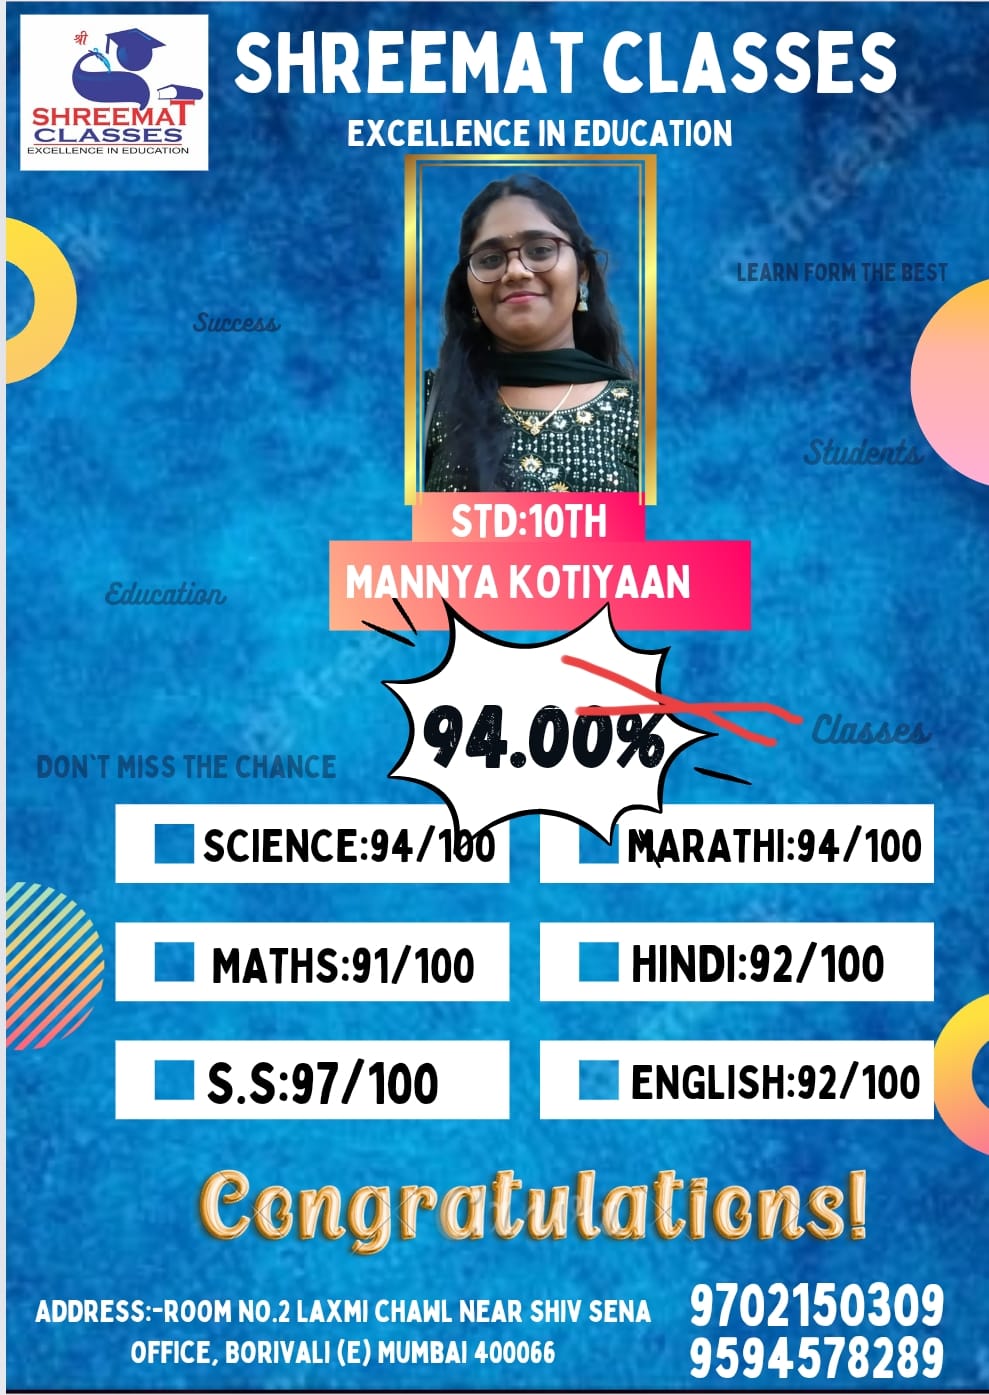 श्री
SHREEMAT
CLASSES
EXCELLENCE IN EDUCATION
SHREEMAT CLASSES
EXCELLENCE IN EDUCATION
LEARN FORM THE BEST
Success
Students
STD:10TH
MANNYA KOTIYAAN
Education
94.00%
Classes
DON`T MISS THE CHANCE
SCIENCE:94/100
MARATHI:94/100
MATHS:91/100
HINDI:92/100
S.S:97/100
ENGLISH:92/100
Congratulations!
ADDRESS:-ROOM NO.2 LAXMI CHAWL NEAR SHIV SENA
OFFICE, BORIVALI (E) MUMBAI 400066
9702150309
9594578289